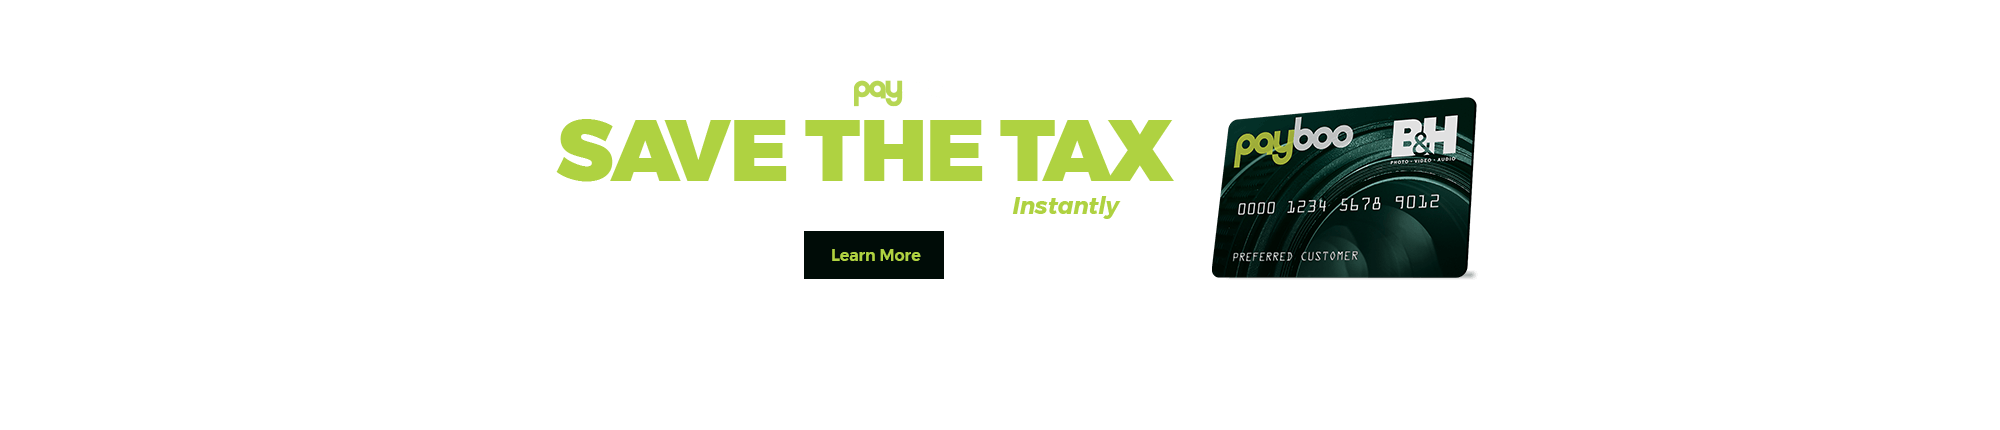 pay
SAVE THE TAX
Instantly
Learn More
payboo
B&H
PHOTO • VIDEO • AUDIO
0000 1234 5678 9012
PREFERRED CUSTOMER